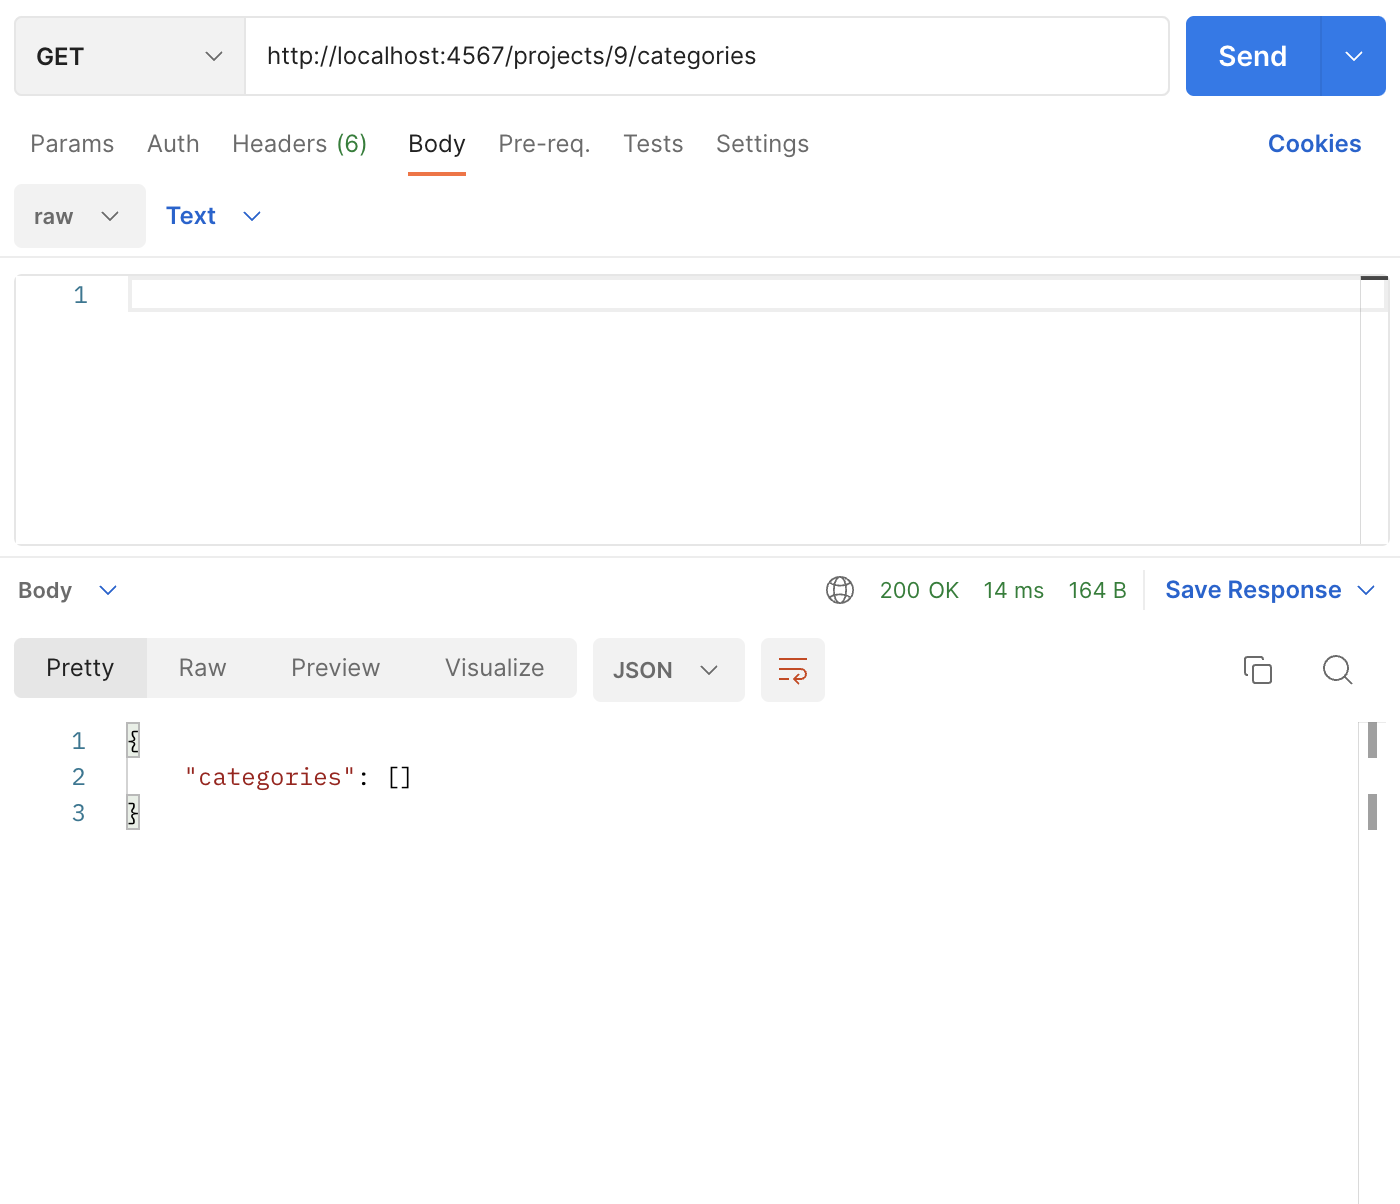 GET http://localhost:4567/projects/9/categories Send
Params Auth Headers (6) Body Pre-req. Tests Settings Cookies
raw Text
1
Body 200 OK 14 ms 164 B Save Response
Pretty Raw Preview Visualize JSON
1 {
2 "categories": []
3 }